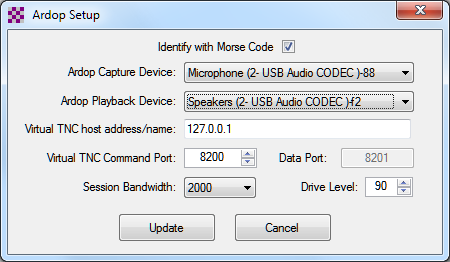 Ardop Setup
Identify with Morse Code
Ardop Capture Device: Microphone (2- USB Audio CODEC )-88
Ardop Playback Device: Speakers (2- USB Audio CODEC )-f2
Virtual TNC host address/name: 127.0.0.1
Virtual TNC Command Port: 8200 Data Port: 8201
Session Bandwidth: 2000 Drive Level: 90
Update Cancel